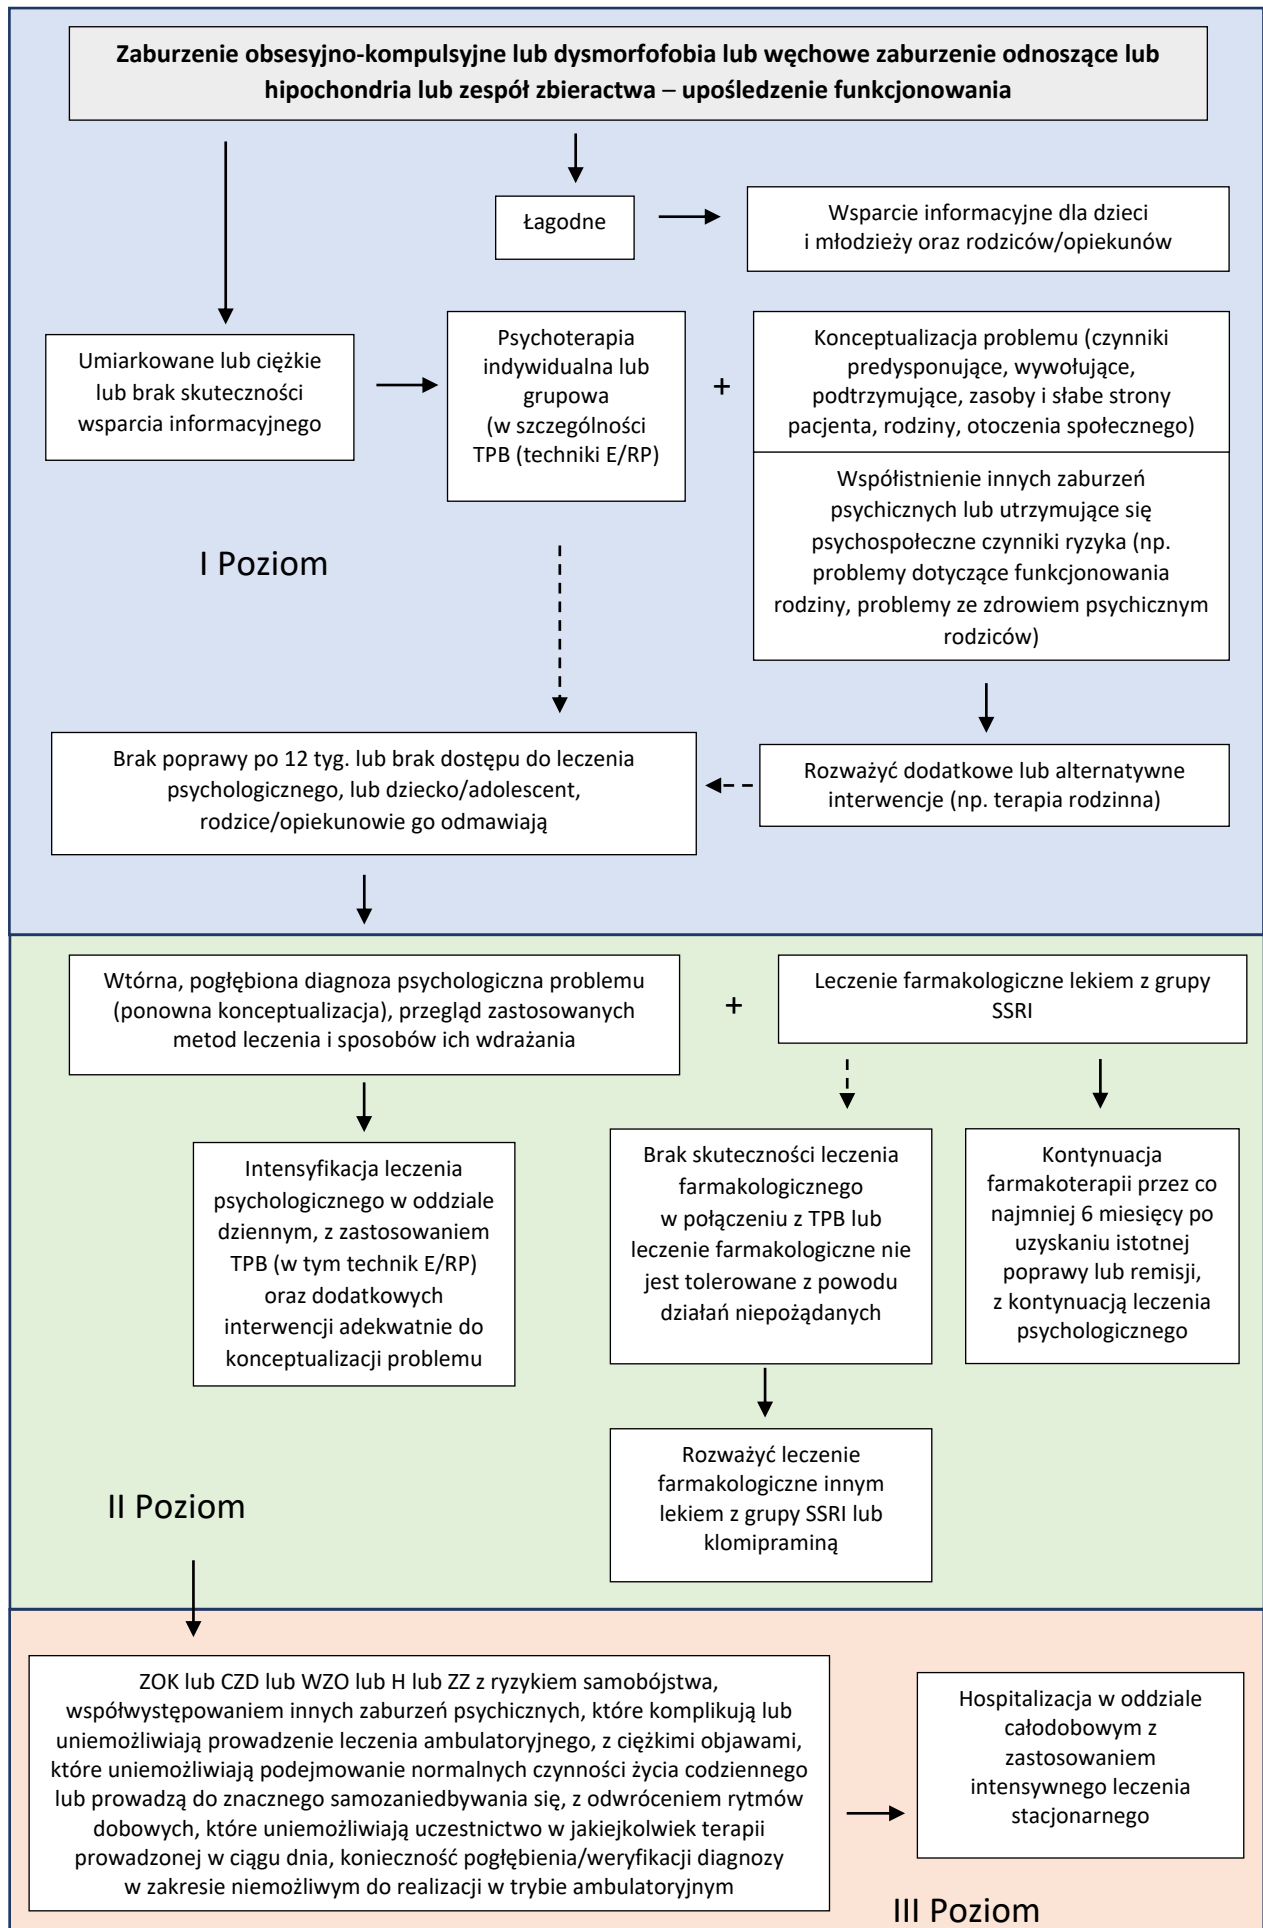 Zaburzenie obsesyjno-kompulsyjne lub dysmorfofobia lub węchowe zaburzenie odnoszące lub
hipochondria lub zespół zbieractwa – upośledzenie funkcjonowania
Łagodne
Wsparcie informacyjne dla dzieci
i młodzieży oraz rodziców/opiekunów
Umiarkowane lub ciężkie
lub brak skuteczności
wsparcia informacyjnego
Psychoterapia
indywidualna lub
grupowa
(w szczególności
TPB (techniki E/RP)
+
Konceptualizacja problemu (czynniki
predysponujące, wywołujące,
podtrzymujące, zasoby i słabe strony
pacjenta, rodziny, otoczenia społecznego)
Współistnienie innych zaburzeń
psychicznych lub utrzymujące się
psychospołeczne czynniki ryzyka (np.
problemy dotyczące funkcjonowania
rodziny, problemy ze zdrowiem psychicznym
rodziców)
I Poziom
Brak poprawy po 12 tyg. lub brak dostępu do leczenia
psychologicznego, lub dziecko/adolescent,
rodzice/opiekunowie go odmawiają
Rozważyć dodatkowe lub alternatywne
interwencje (np. terapia rodzinna)
Wtórna, pogłębiona diagnoza psychologiczna problemu
(ponowna konceptualizacja), przegląd zastosowanych
metod leczenia i sposobów ich wdrażania
+
Leczenie farmakologiczne lekiem z grupy
SSRI
Intensyfikacja leczenia
psychologicznego w oddziale
dziennym, z zastosowaniem
TPB (w tym technik E/RP)
oraz dodatkowych
interwencji adekwatnie do
konceptualizacji problemu
Brak skuteczności leczenia
farmakologicznego
w połączeniu z TPB lub
leczenie farmakologiczne nie
jest tolerowane z powodu
działań niepożądanych
Kontynuacja
farmakoterapii przez co
najmniej 6 miesięcy po
uzyskaniu istotnej
poprawy lub remisji,
z kontynuacją leczenia
psychologicznego
Rozważyć leczenie
farmakologiczne innym
lekiem z grupy SSRI lub
klomipraminą
II Poziom
ZOK lub CZD lub WZO lub H lub ZZ z ryzykiem samobójstwa,
współwystępowaniem innych zaburzeń psychicznych, które komplikują lub
uniemożliwiają prowadzenie leczenia ambulatoryjnego, z ciężkimi objawami,
które uniemożliwiają podejmowanie normalnych czynności życia codziennego
lub prowadzą do znacznego samozaniedbywania się, z odwróceniem rytmów
dobowych, które uniemożliwiają uczestnictwo w jakiejkolwiek terapii
prowadzonej w ciągu dnia, konieczność pogłębienia/weryfikacji diagnozy
w zakresie niemożliwym do realizacji w trybie ambulatoryjnym
Hospitalizacja w oddziale
całodobowym z
zastosowaniem
intensywnego leczenia
stacjonarnego
III Poziom